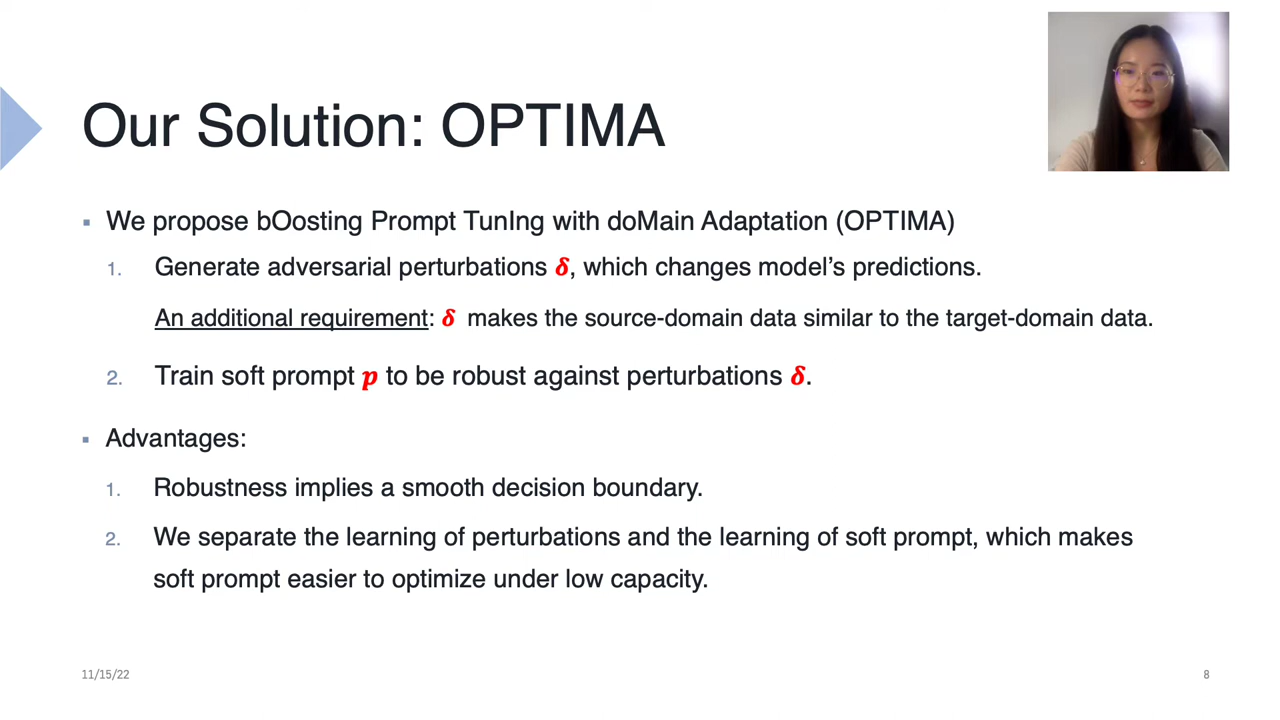 Our Solution: OPTIMA
▪ We propose bOosting Prompt TunIng with doMain Adaptation (OPTIMA)
1. Generate adversarial perturbations δ, which changes model’s predictions.
An additional requirement: δ makes the source-domain data similar to the target-domain data.
2. Train soft prompt p to be robust against perturbations δ.
▪ Advantages:
1. Robustness implies a smooth decision boundary.
2. We separate the learning of perturbations and the learning of soft prompt, which makes
soft prompt easier to optimize under low capacity.
11/15/22
8